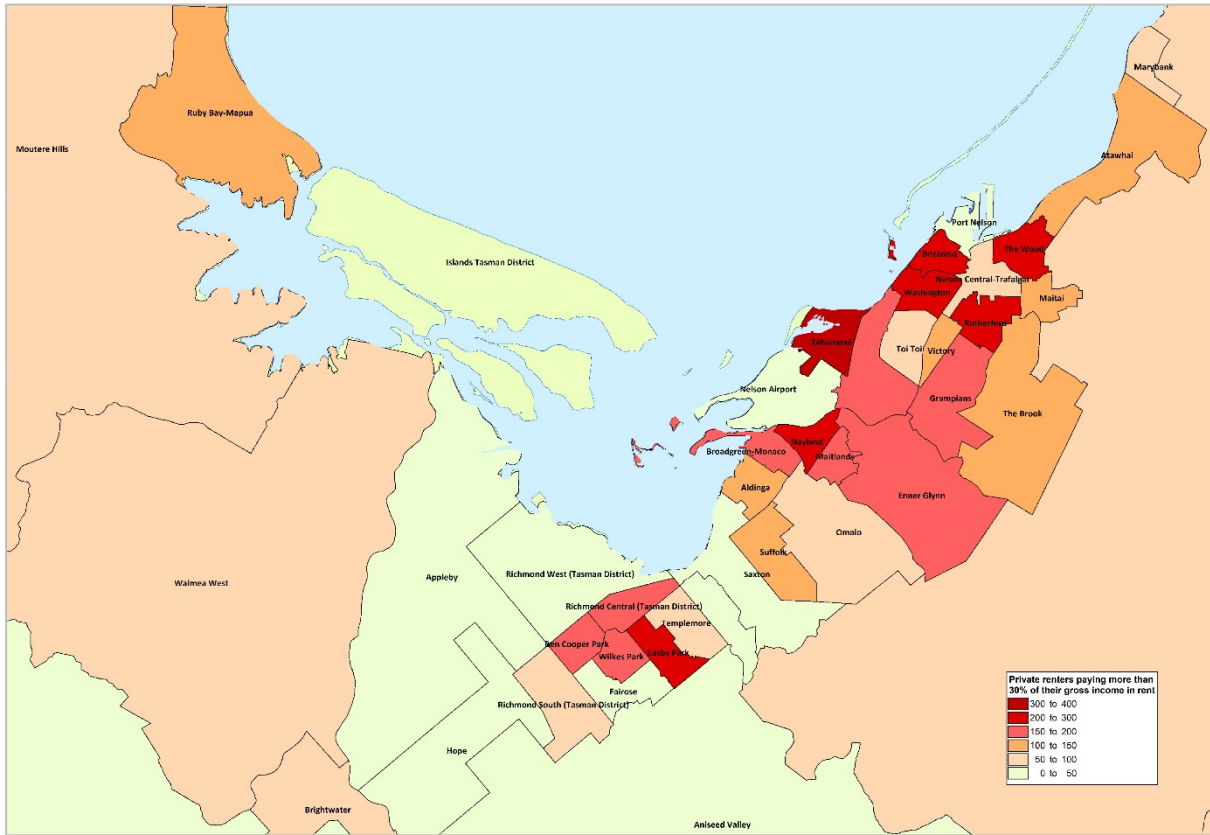 Marybank
Ruby Bay-Mapua
Moutere Hills
Atawhai
Port Nelson
Britannia
The Wood
Islands Tasman District
Nelson Central-Trafalgar
Washington
Maitai
Rutherford
Tahunanui
Toi Toi
Victory
Nelson Airport
Grampians
The Brook
Nayland
Broadgreen-Monaco
Maitlands
Aldinga
Enner Glynn
Omaio
Suffolk
Saxton
Richmond West (Tasman District)
Appleby
Waimea West
Richmond Central (Tasman District)
Templemore
Ben Cooper Park
Wilkes Park
Easby Park
Fairose
Richmond South (Tasman District)
Hope
Brightwater
Aniseed Valley
Private renters paying more than
30% of their gross income in rent
300 to 400
200 to 300
150 to 200
100 to 150
50 to 100
0 to 50